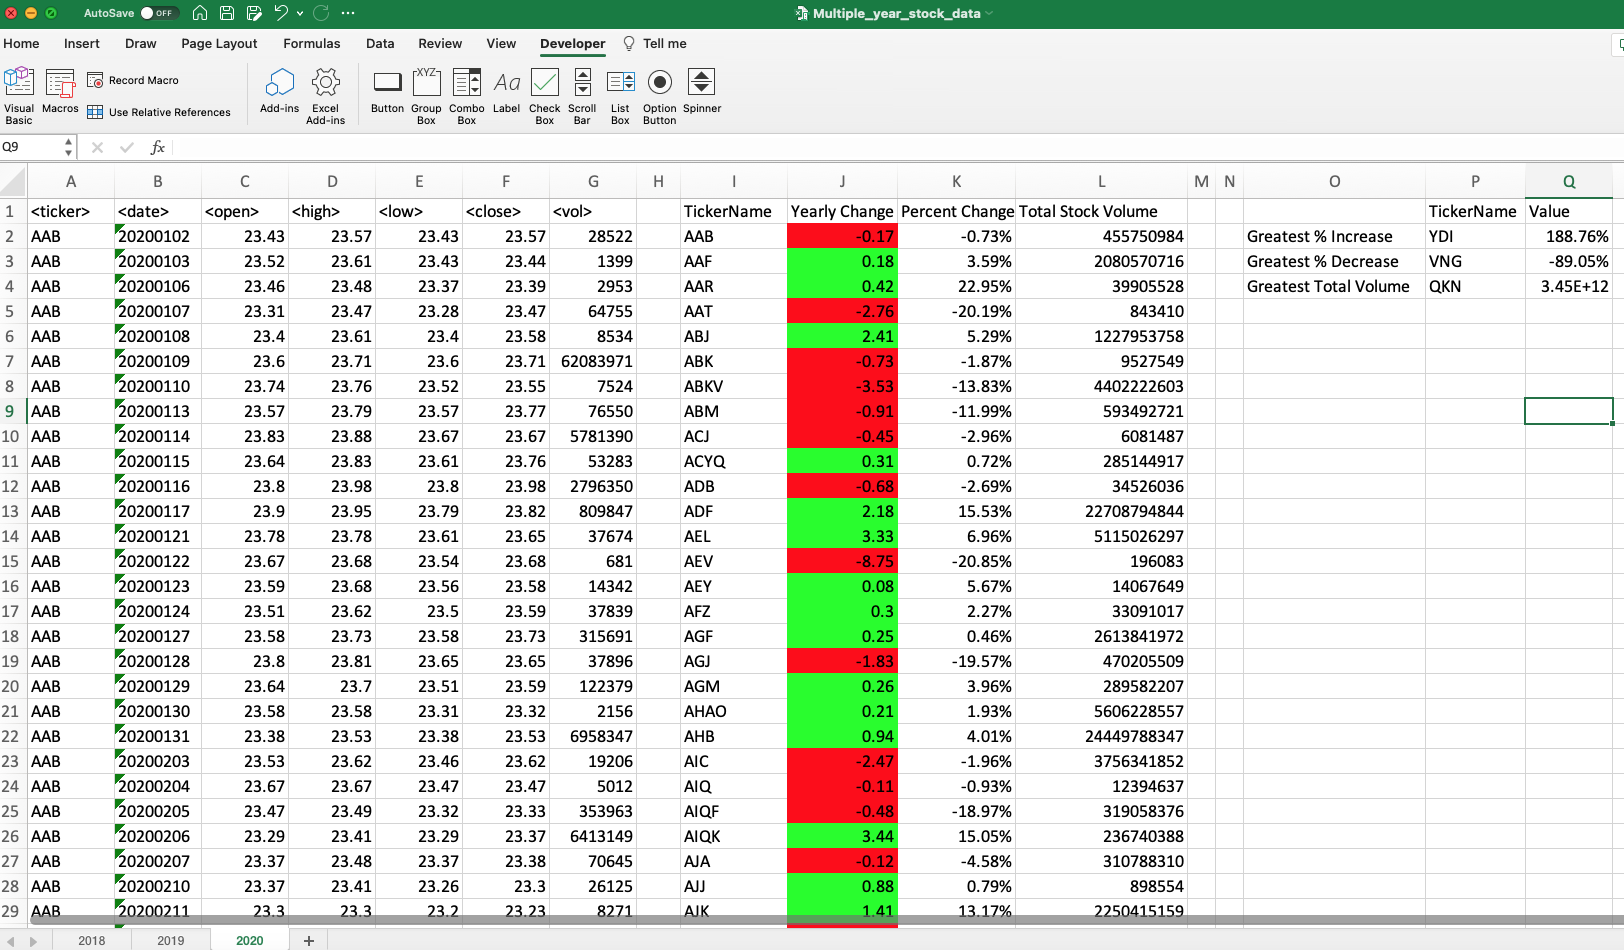 AutoSave OFF Multiple_year_stock_data
Home Insert Draw Page Layout Formulas Data Review View Developer Tell me
Visual Basic Macros Record Macro Use Relative References Add-ins Excel Add-ins Button Group Box Combo Box Label Check Box Scroll Bar List Box Option Button Spinner
Q9 fx
A B C D E F G H I J K L M N O P Q
1 <ticker> <date> <open> <high> <low> <close> <vol> TickerName Yearly Change Percent Change Total Stock Volume TickerName Value
2 AAB 20200102 23.43 23.57 23.43 23.57 28522 AAB -0.17 -0.73% 455750984 Greatest % Increase YDI 188.76%
3 AAB 20200103 23.52 23.61 23.43 23.44 1399 AAF 0.18 3.59% 2080570716 Greatest % Decrease VNG -89.05%
4 AAB 20200106 23.46 23.48 23.37 23.39 2953 AAR 0.42 22.95% 39905528 Greatest Total Volume QKN 3.45E+12
5 AAB 20200107 23.31 23.47 23.28 23.47 64755 AAT -2.76 -20.19% 843410
6 AAB 20200108 23.4 23.61 23.4 23.58 8534 ABJ 2.41 5.29% 1227953758
7 AAB 20200109 23.6 23.71 23.6 23.71 62083971 ABK -0.73 -1.87% 9527549
8 AAB 20200110 23.74 23.76 23.52 23.55 7524 ABKV -3.53 -13.83% 4402222603
9 AAB 20200113 23.57 23.79 23.57 23.77 76550 ABM -0.91 -11.99% 593492721
10 AAB 20200114 23.83 23.88 23.67 23.67 5781390 ACJ -0.45 -2.96% 6081487
11 AAB 20200115 23.64 23.83 23.61 23.76 53283 ACYQ 0.31 0.72% 285144917
12 AAB 20200116 23.8 23.98 23.8 23.98 2796350 ADB -0.68 -2.69% 34526036
13 AAB 20200117 23.9 23.95 23.79 23.82 809847 ADF 2.18 15.53% 22708794844
14 AAB 20200121 23.78 23.78 23.61 23.65 37674 AEL 3.33 6.96% 5115026297
15 AAB 20200122 23.67 23.68 23.54 23.68 681 AEV -8.75 -20.85% 196083
16 AAB 20200123 23.59 23.68 23.56 23.58 14342 AEY 0.08 5.67% 14067649
17 AAB 20200124 23.51 23.62 23.5 23.59 37839 AFZ 0.3 2.27% 33091017
18 AAB 20200127 23.58 23.73 23.58 23.73 315691 AGF 0.25 0.46% 2613841972
19 AAB 20200128 23.8 23.81 23.65 23.65 37896 AGJ -1.83 -19.57% 470205509
20 AAB 20200129 23.64 23.7 23.51 23.59 122379 AGM 0.26 3.96% 289582207
21 AAB 20200130 23.58 23.58 23.31 23.32 2156 AHAO 0.21 1.93% 5606228557
22 AAB 20200131 23.38 23.53 23.38 23.53 6958347 AHB 0.94 4.01% 24449788347
23 AAB 20200203 23.53 23.62 23.46 23.62 19206 AIC -2.47 -1.96% 3756341852
24 AAB 20200204 23.67 23.67 23.47 23.47 5012 AIQ -0.11 -0.93% 12394637
25 AAB 20200205 23.47 23.49 23.32 23.33 353963 AIQF -0.48 -18.97% 319058376
26 AAB 20200206 23.29 23.41 23.29 23.37 6413149 AIQK 3.44 15.05% 236740388
27 AAB 20200207 23.37 23.48 23.37 23.38 70645 AJA -0.12 -4.58% 310788310
28 AAB 20200210 23.37 23.41 23.26 23.3 26125 AJJ 0.88 0.79% 898554
29 AAB 20200211 23.3 23.3 23.2 23.23 8271 AJK 1.41 13.17% 2250415159
2018 2019 2020 +